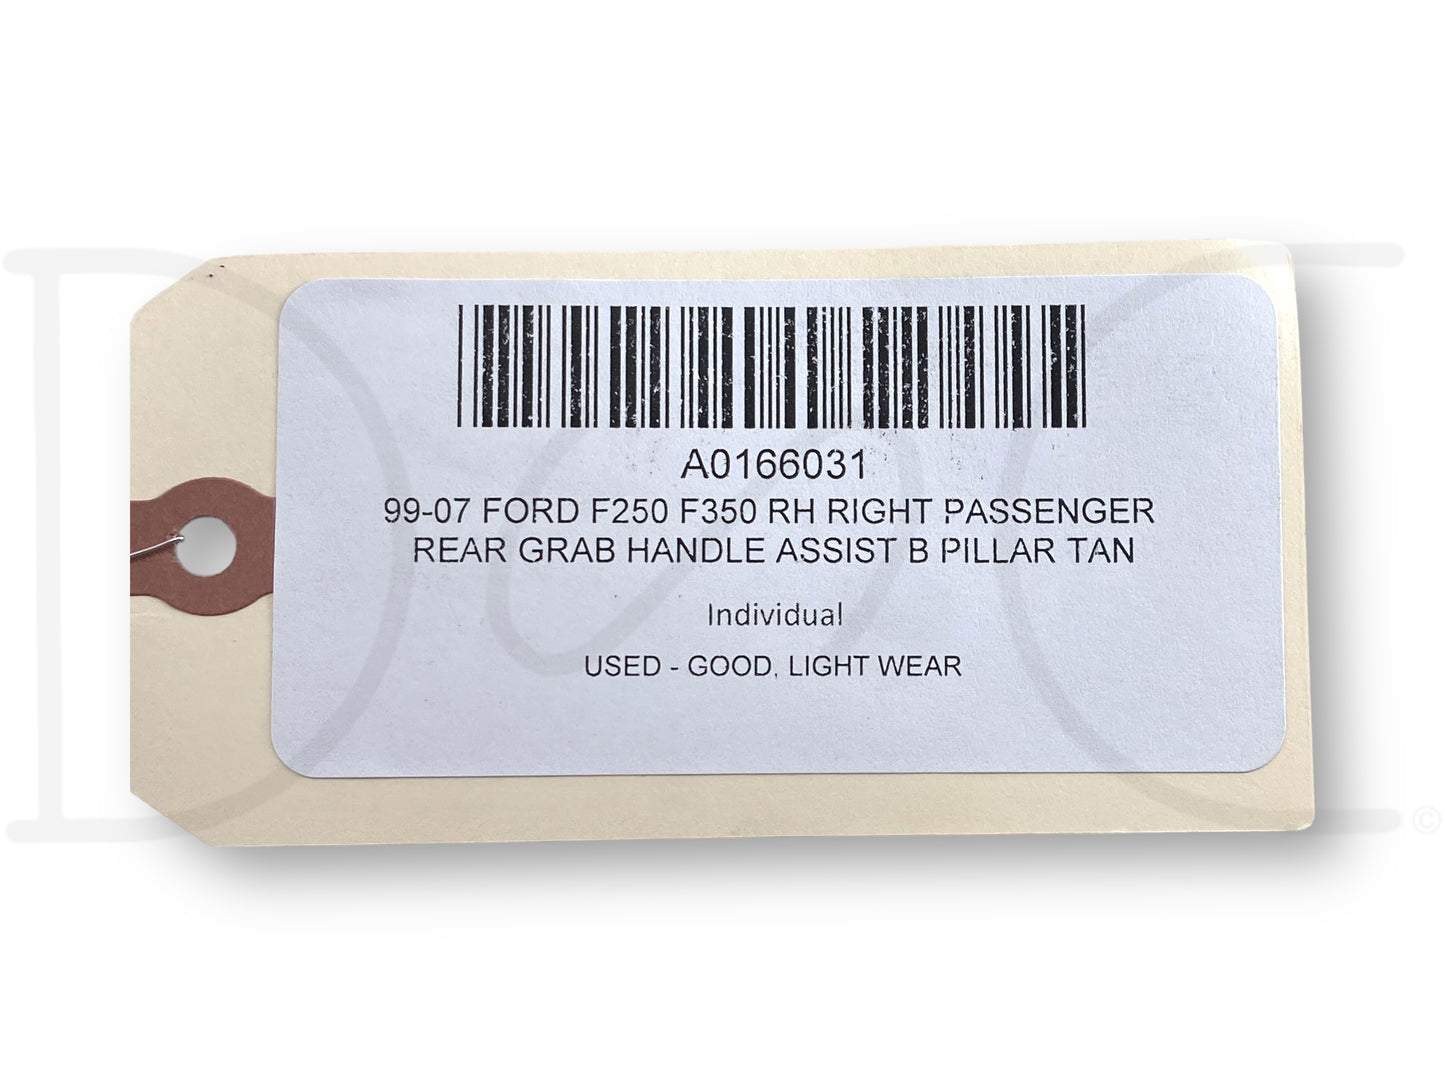 A0166031
99-07 FORD F250 F350 RH RIGHT PASSENGER
REAR GRAB HANDLE ASSIST B PILLAR TAN
Individual
USED - GOOD, LIGHT WEAR
©